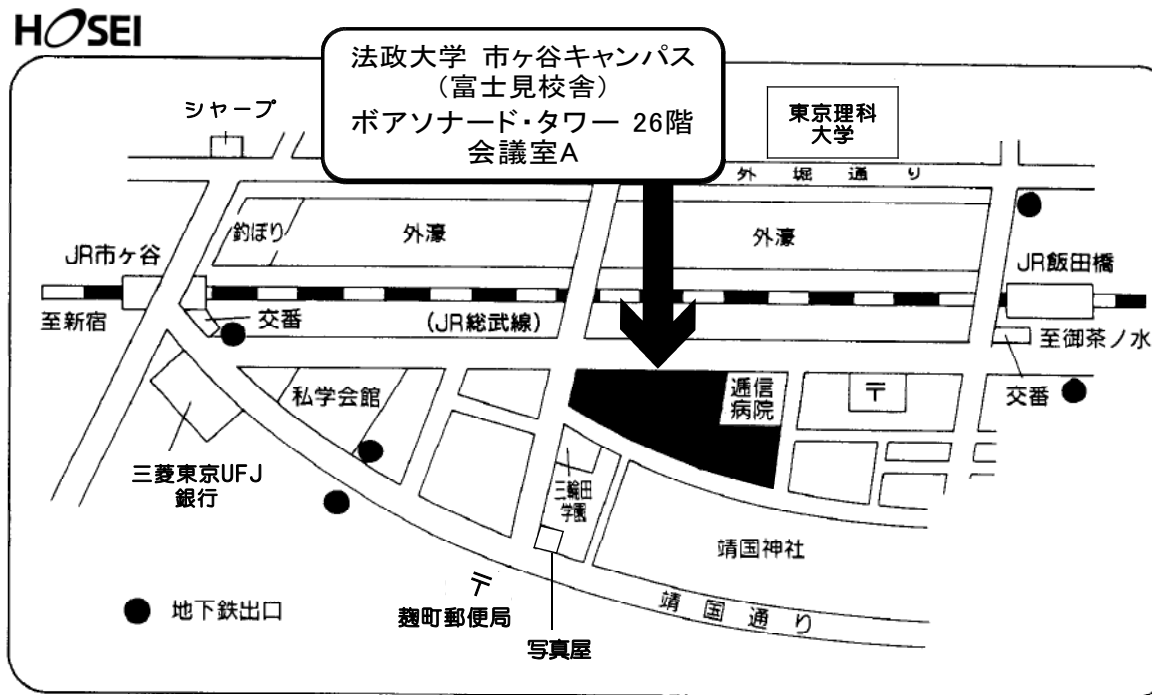 HOSEI
法政大学 市ヶ谷キャンパス
（富士見校舎）
ボアソナード・タワー 26階
会議室A
シャープ
東京理科
大学
外堀通り
釣ぼり
外濠
外濠
JR市ヶ谷
JR飯田橋
至新宿
交番
（JR総武線）
至御茶ノ水
交番
私学会館
逓信
病院
〒
三菱東京UFJ
銀行
三輪田
学園
靖国神社
〒
麹町郵便局
靖国通り
写真屋
● 地下鉄出口